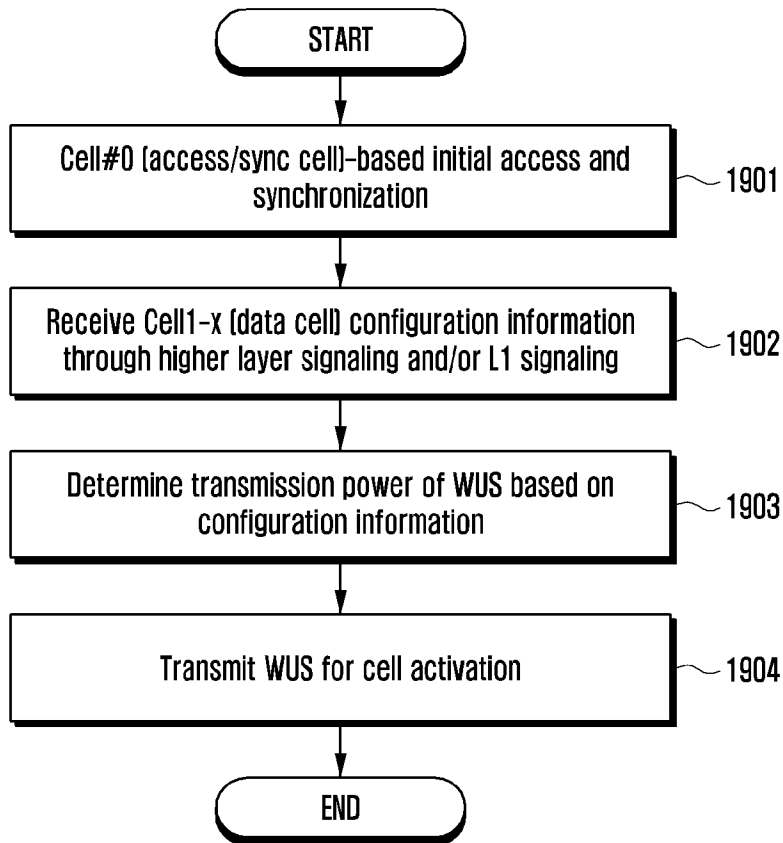 START
Cell#0 (access/sync cell)-based initial access and
synchronization
1901
Receive Cell1-x (data cell) configuration information
through higher layer signaling and/or L1 signaling
1902
Determine transmission power of WUS based on
configuration information
1903
Transmit WUS for cell activation
1904
END